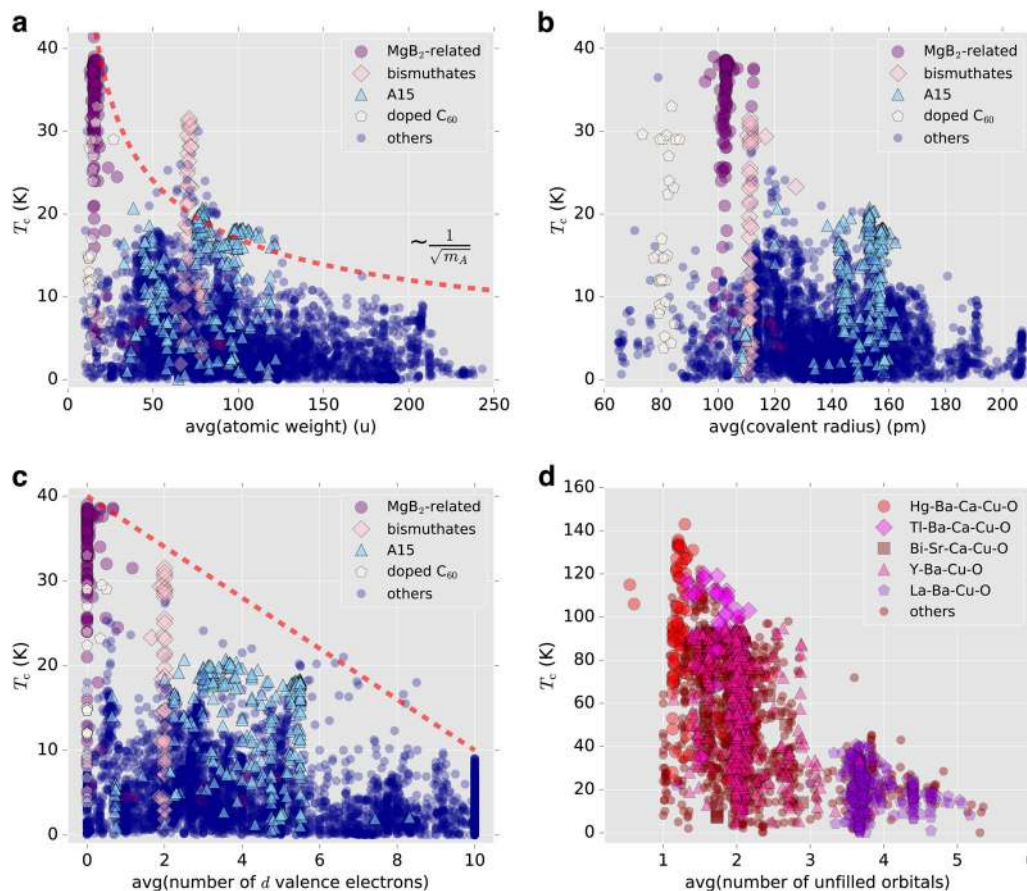 a
40
30
20
10
0
T_c (K)
MgB₂-related
bismuthates
A15
doped C₆₀
others
~ 1/√m_A
0 50 100 150 200 250
avg(atomic weight) (u)
b
40
30
20
10
0
T_c (K)
MgB₂-related
bismuthates
A15
doped C₆₀
others
60 80 100 120 140 160 180 200
avg(covalent radius) (pm)
c
40
30
20
10
0
T_c (K)
MgB₂-related
bismuthates
A15
doped C₆₀
others
0 2 4 6 8 10
avg(number of d valence electrons)
d
160
140
120
100
80
60
40
20
0
T_c (K)
Hg-Ba-Ca-Cu-O
Tl-Ba-Ca-Cu-O
Bi-Sr-Ca-Cu-O
Y-Ba-Cu-O
La-Ba-Cu-O
others
1 2 3 4 5 6
avg(number of unfilled orbitals)